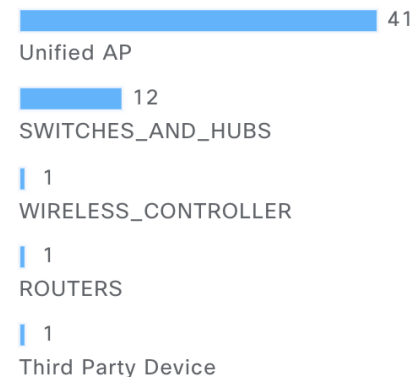 41
Unified AP
12
SWITCHES_AND_HUBS
1
WIRELESS_CONTROLLER
1
ROUTERS
1
Third Party Device